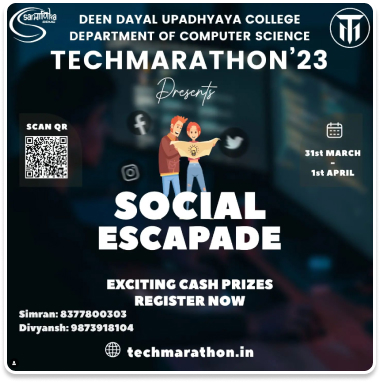 Sanganika
DEEN DAYAL UPADHYAYA COLLEGE
DEPARTMENT OF COMPUTER SCIENCE
TECHMARATHON'23
Presents
SCAN QR
31st MARCH
-
1st APRIL
SOCIAL
ESCAPADE
EXCITING CASH PRIZES
REGISTER NOW
Simran: 8377800303
Divyansh: 9873918104
techmarathon.in